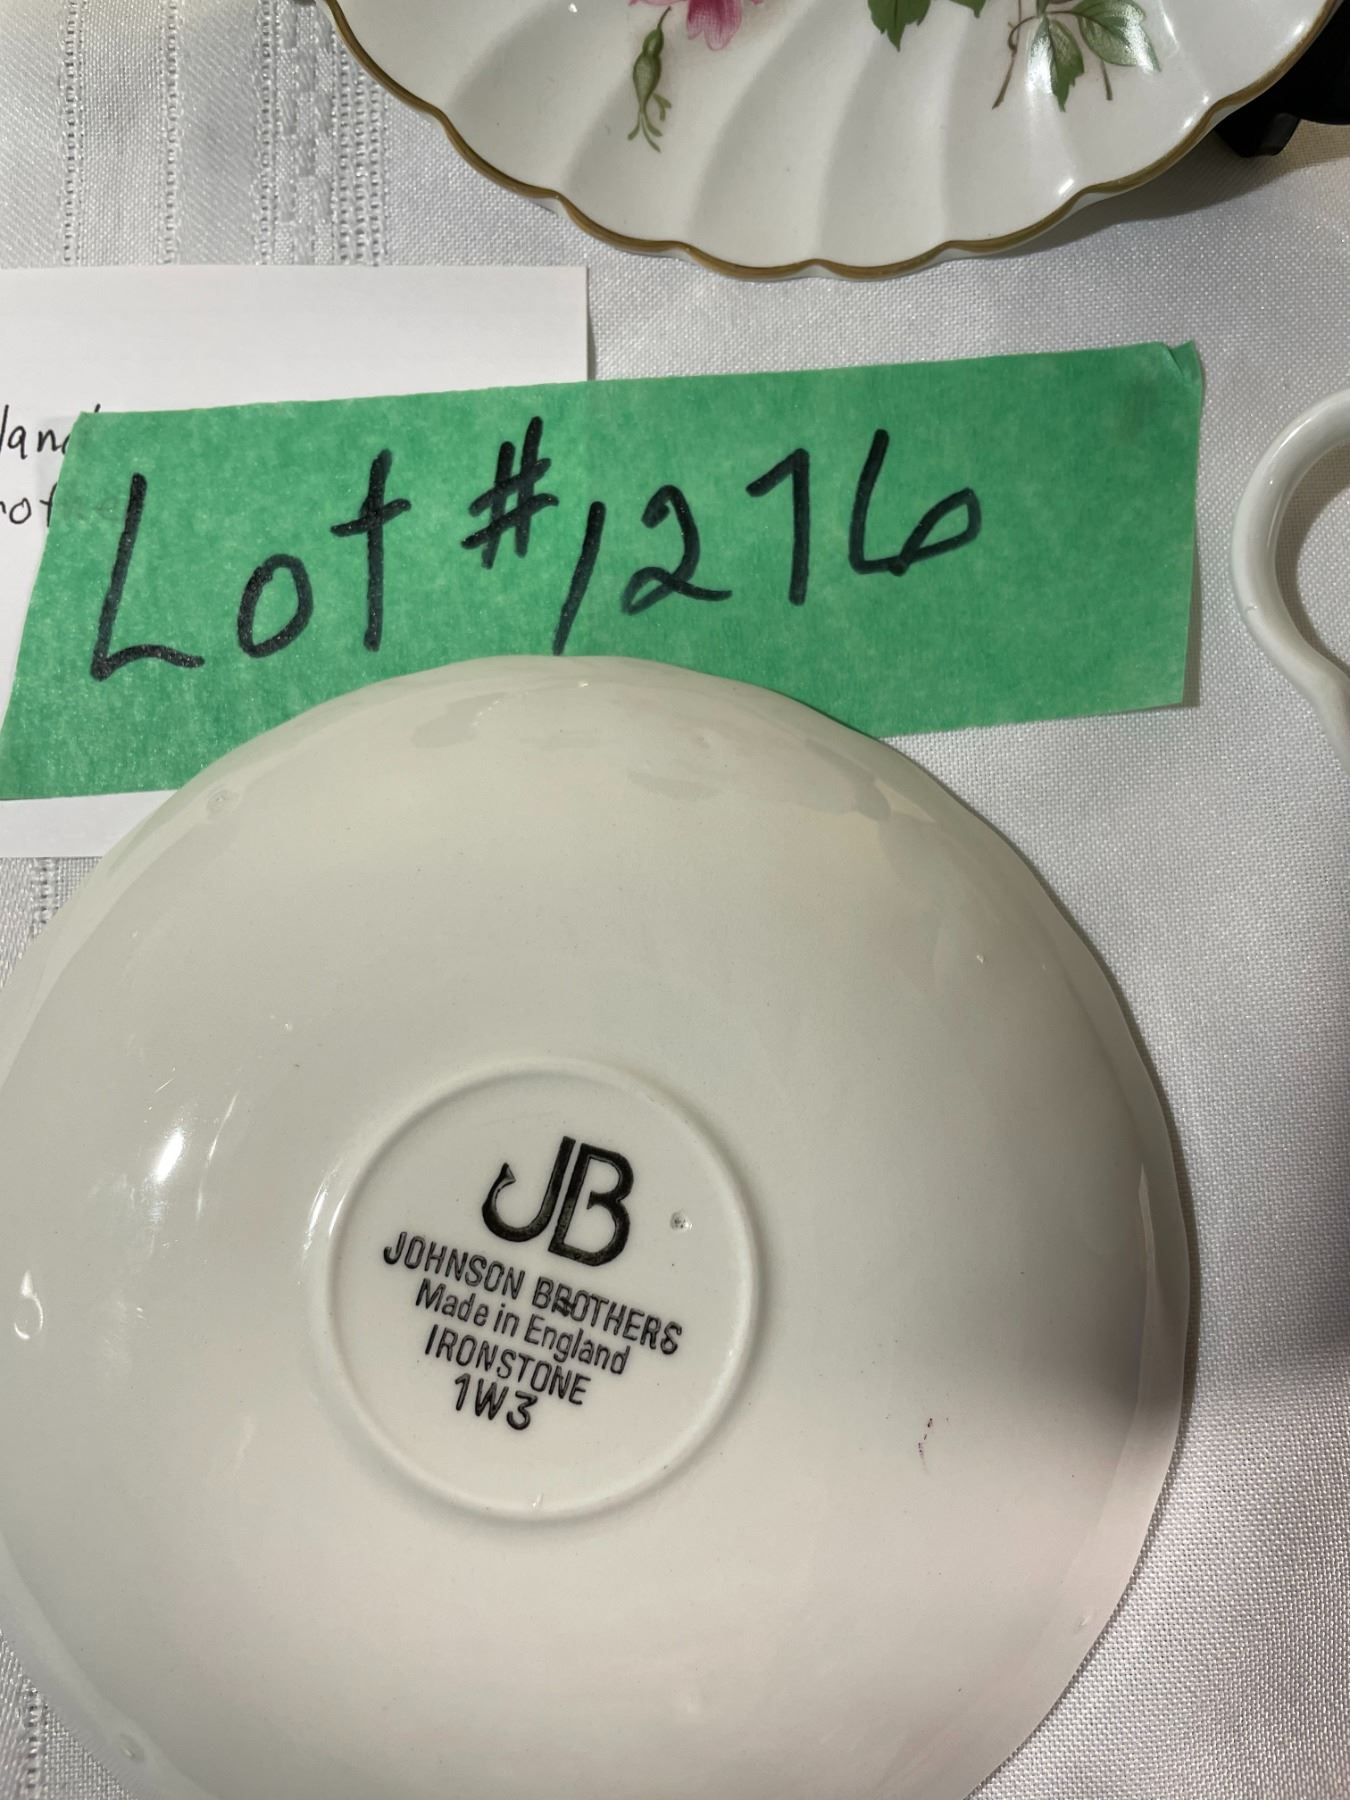 Lot #1276
JB
JOHNSON BROTHERS
Made in England
IRONSTONE
1W3